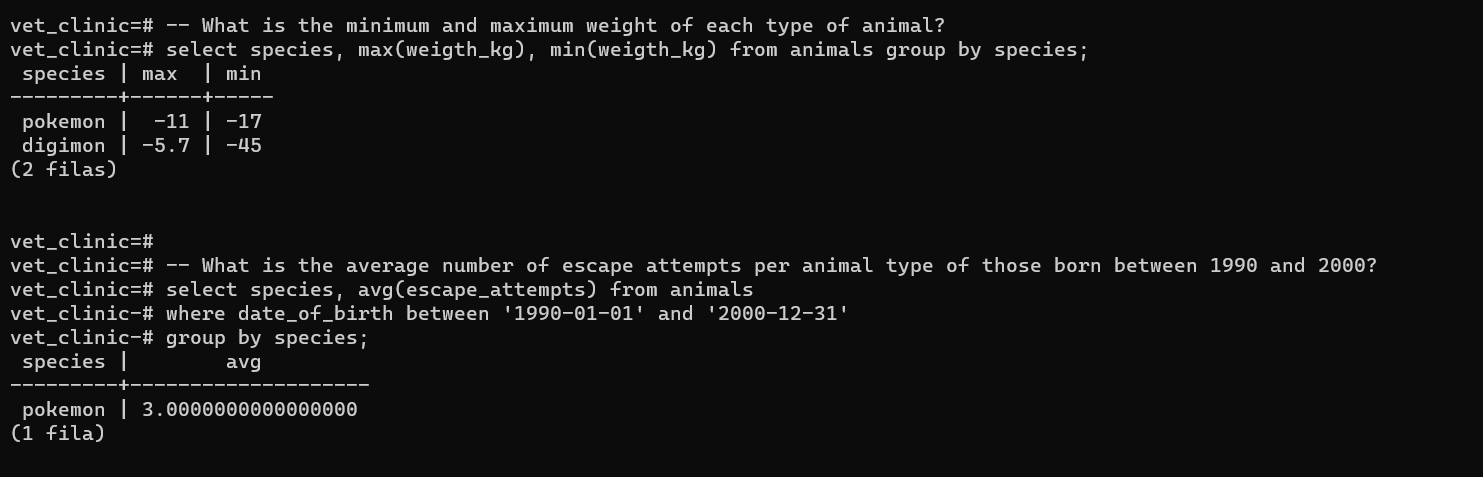 vet_clinic=# -- What is the minimum and maximum weight of each type of animal?
vet_clinic=# select species, max(weigth_kg), min(weigth_kg) from animals group by species;
 species | max  | min
---------+------+-----
 pokemon |  -11 | -17
 digimon | -5.7 | -45
(2 filas)
vet_clinic=#
vet_clinic=# -- What is the average number of escape attempts per animal type of those born between 1990 and 2000?
vet_clinic=# select species, avg(escape_attempts) from animals
vet_clinic-# where date_of_birth between '1990-01-01' and '2000-12-31'
vet_clinic-# group by species;
 species |        avg
---------+--------------------
 pokemon | 3.0000000000000000
(1 fila)